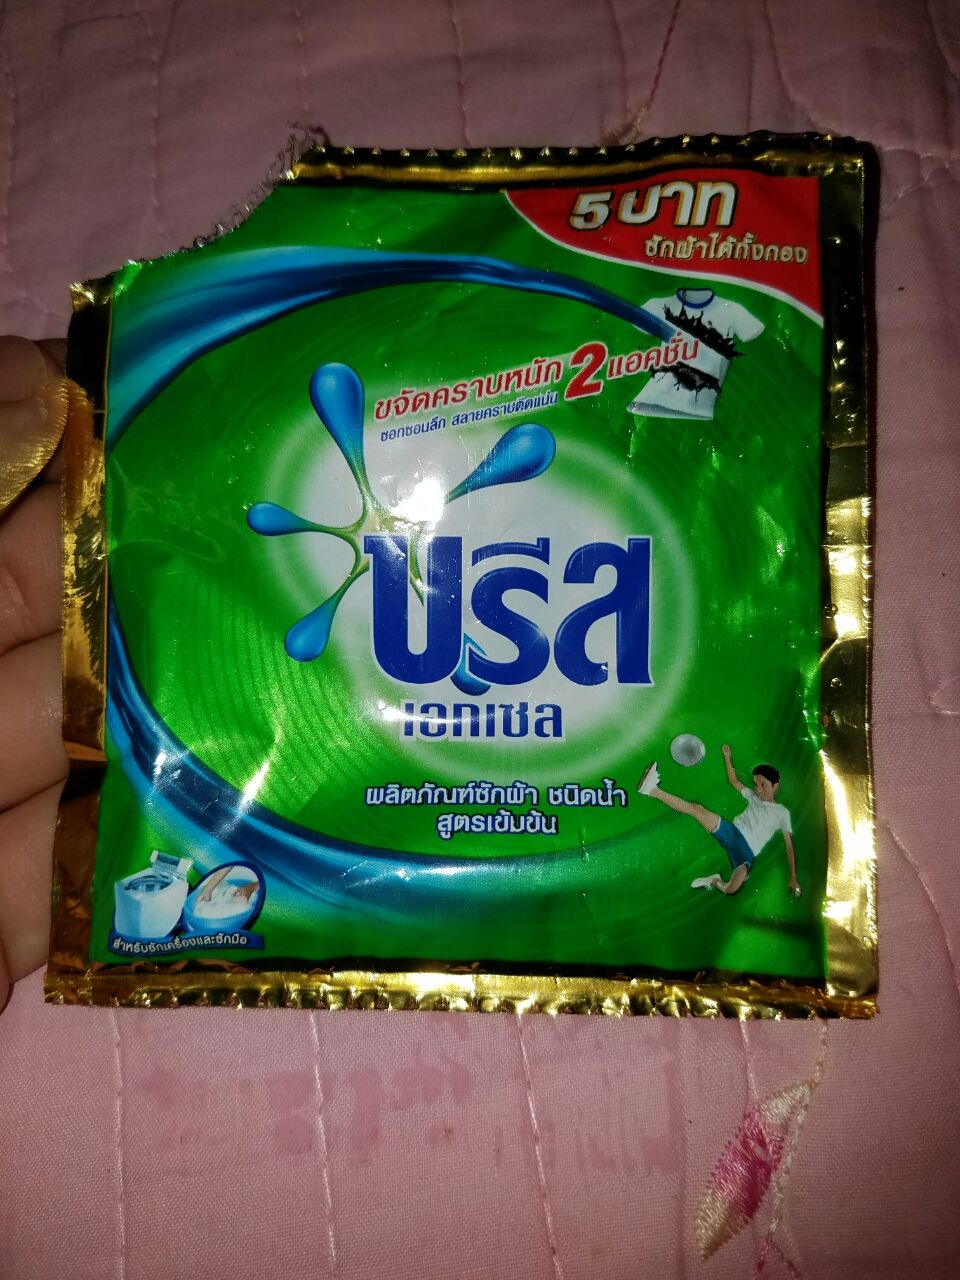 5 บาท
ซักผ้าได้ทั้งกอง
ขจัดคราบหนัก 2 แอคชั่น
ซอกซอนลึก สลายคราบติดแน่น
บรีส
เอกเซล
ผลิตภัณฑ์ซักผ้า ชนิดน้ำ
สูตรเข้มข้น
สำหรับซักเครื่องและซักมือ